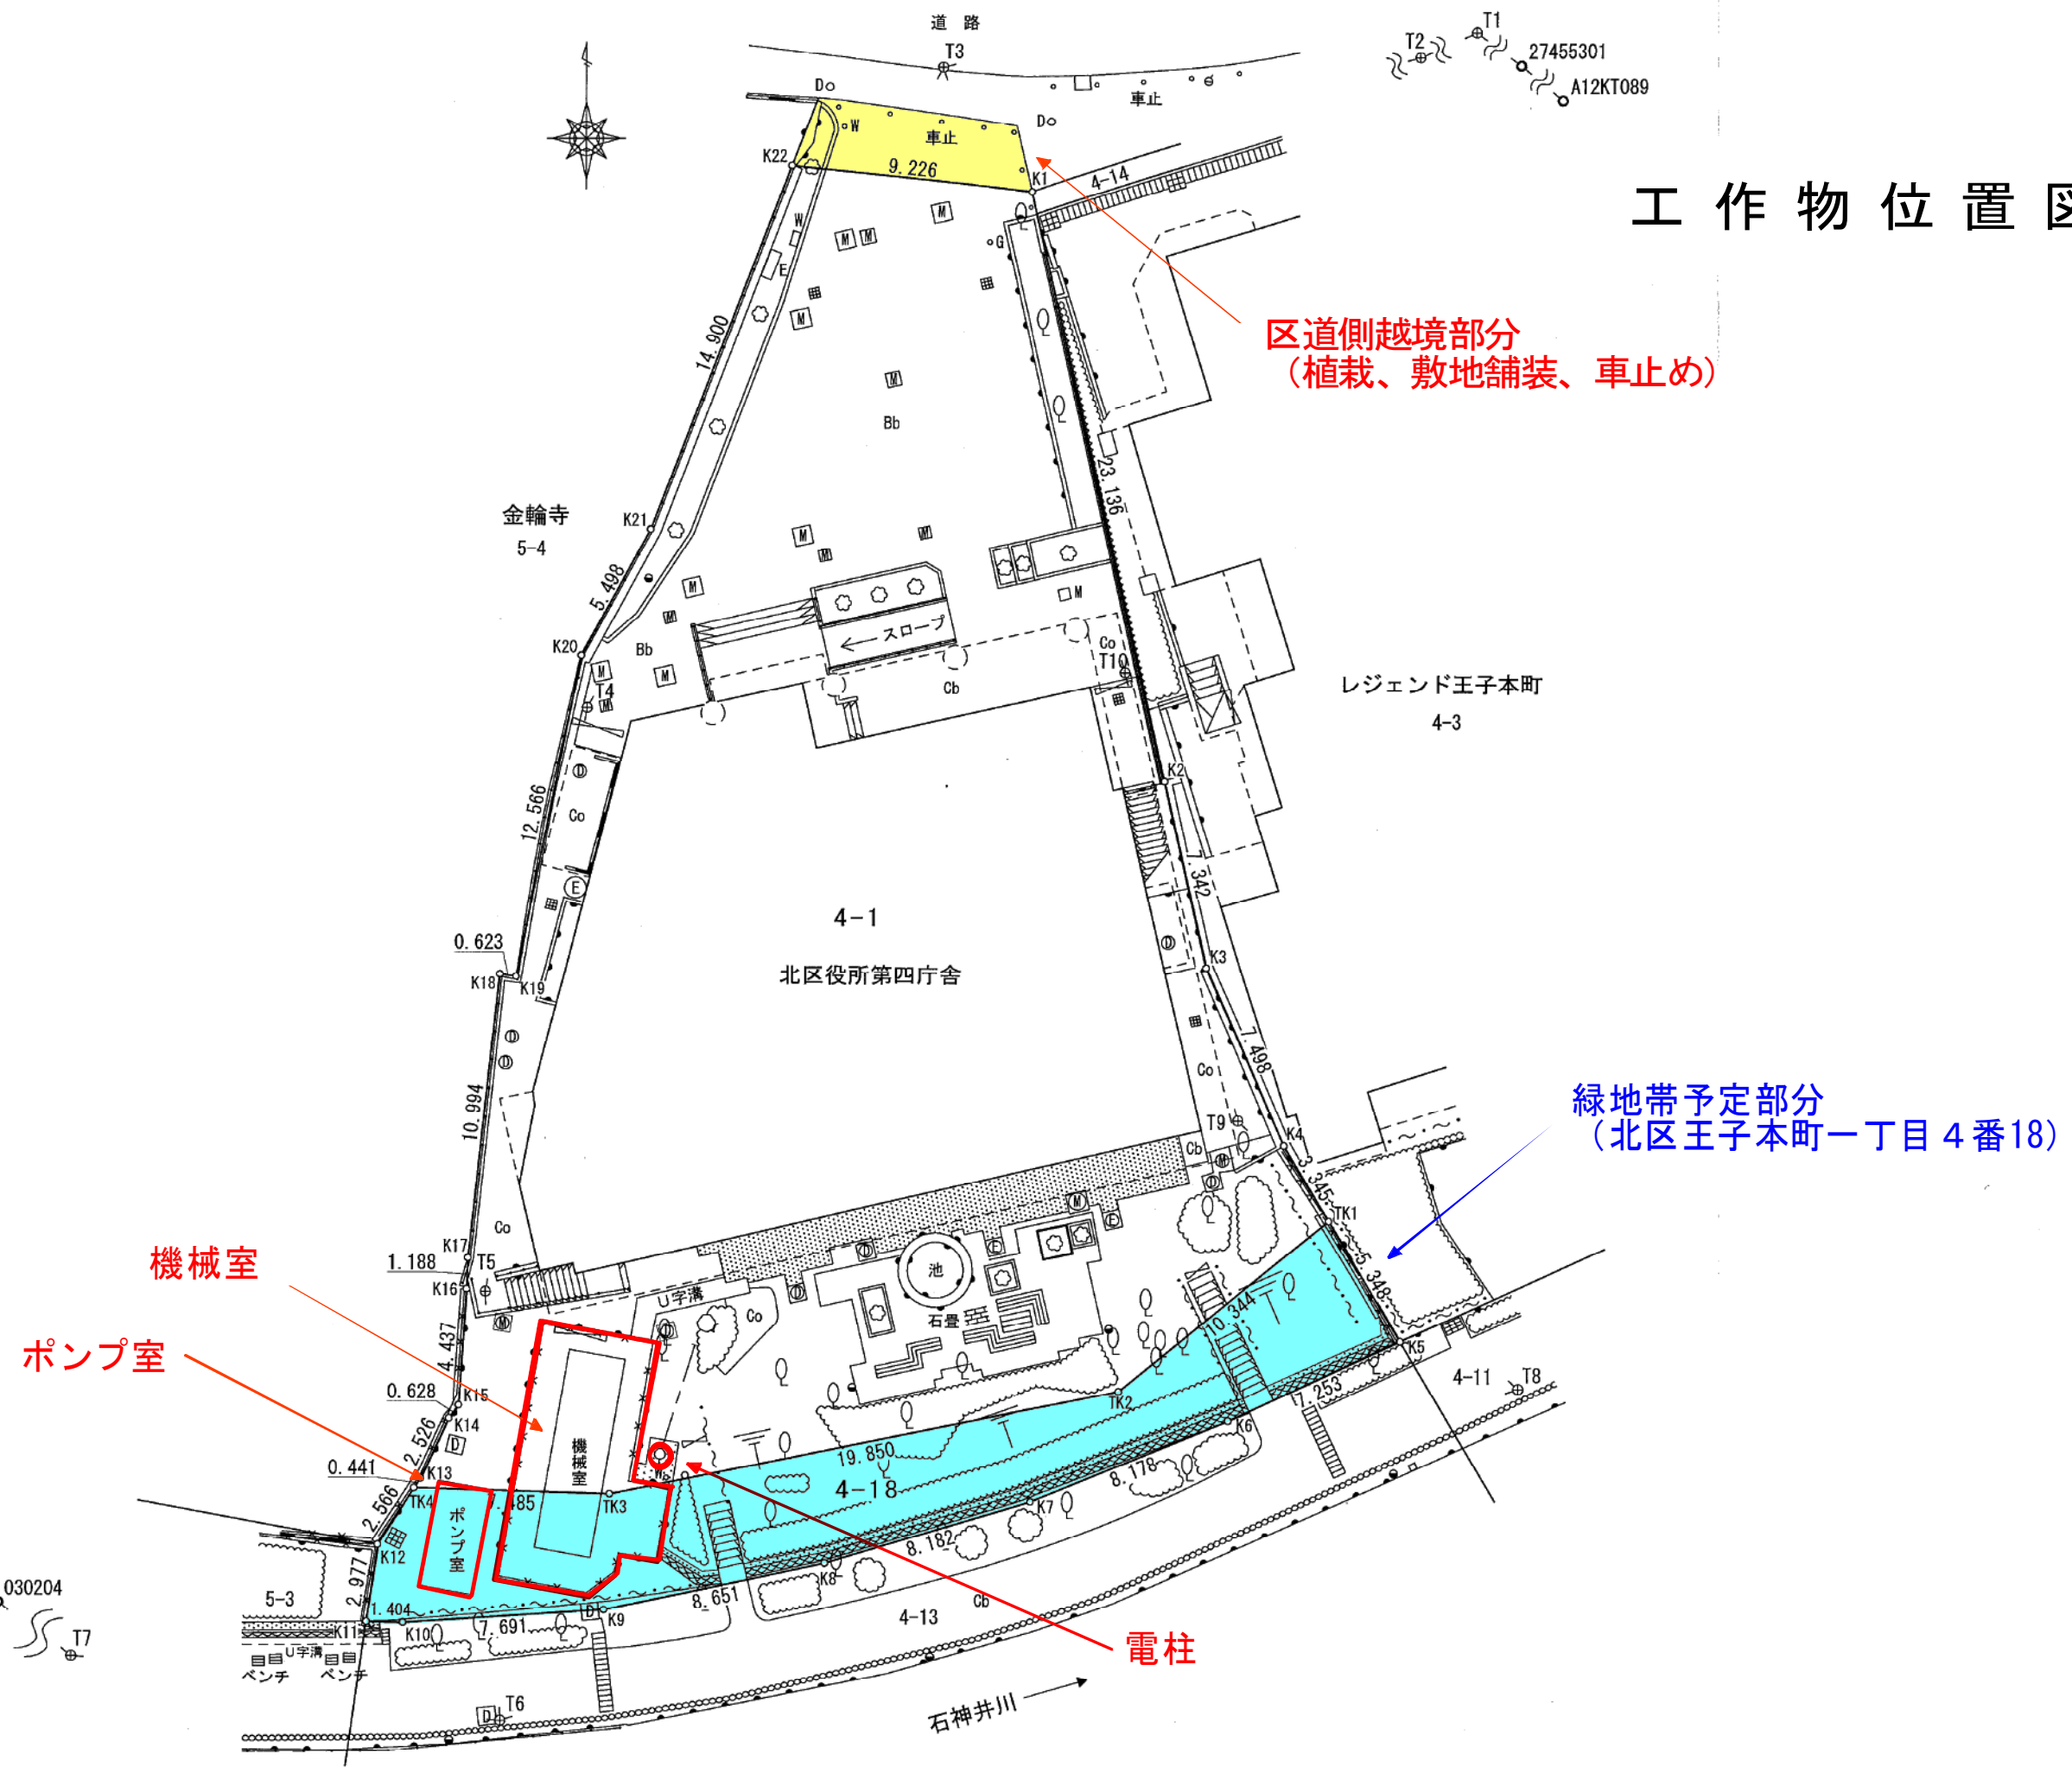 道 路
T3
T1
T2
27455301
A12KT089
車止
D
D
W
車止
K22
9.226
K1
4-14
工作物位置図
M
W
M
M
G
E
M
区道側越境部分
（植栽、敷地舗装、車止め）
14.900
M
Bb
23.136
金輪寺
5-4
K21
M
M
M
5.498
M
M
M
スロープ
K20
Bb
Co
T10
M
M
T4
M
Cb
レジェンド王子本町
4-3
D
K2
12.566
Co
7.342
E
4-1
北区役所第四庁舎
0.623
D
K3
K18
K19
D
D
7.498
10.994
Co
緑地帯予定部分
（北区王子本町一丁目４番18）
T9
K4
Cb
M
D
3.345
Co
M
E
TK1
K17
機械室
1.188
T5
D
E
池
K16
U字溝
D
5.348
M
D
Co
石畳
10.344
4.437
ポンプ室
K5
0.628
K15
4-11
T8
K14
TK2
7.253
2.526
D
機械室
K6
19.850
0.441
K13
8.178
4-18
TK4
7.485
TK3
K7
2.566
ポンプ室
8.182
K12
K8
030204
2.977
5-3
8.651
Cb
1.404
D
K9
4-13
K11
K10
7.691
T7
U字溝
電柱
ベンチ
ベンチ
D
T6
石神井川